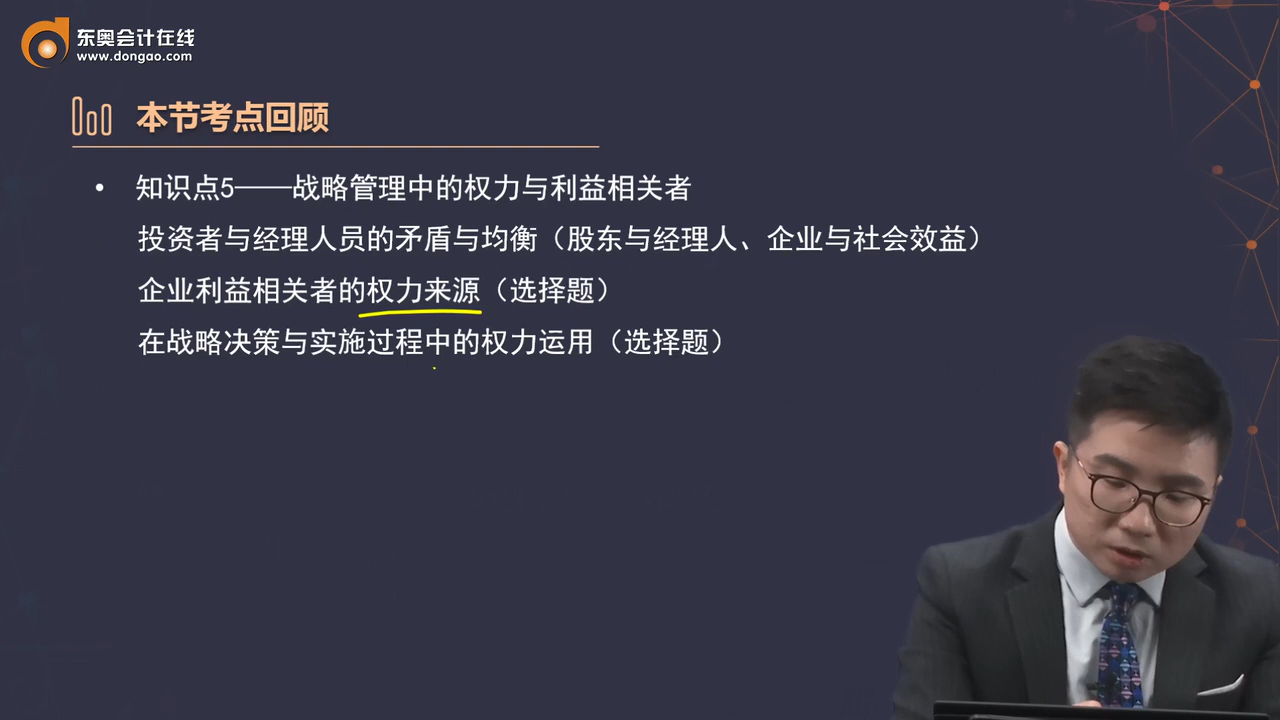 东奥会计在线
www.dongao.com
本节考点回顾
• 知识点5——战略管理中的权力与利益相关者
投资者与经理人员的矛盾与均衡（股东与经理人、企业与社会效益）
企业利益相关者的权力来源（选择题）
在战略决策与实施过程中的权力运用（选择题）